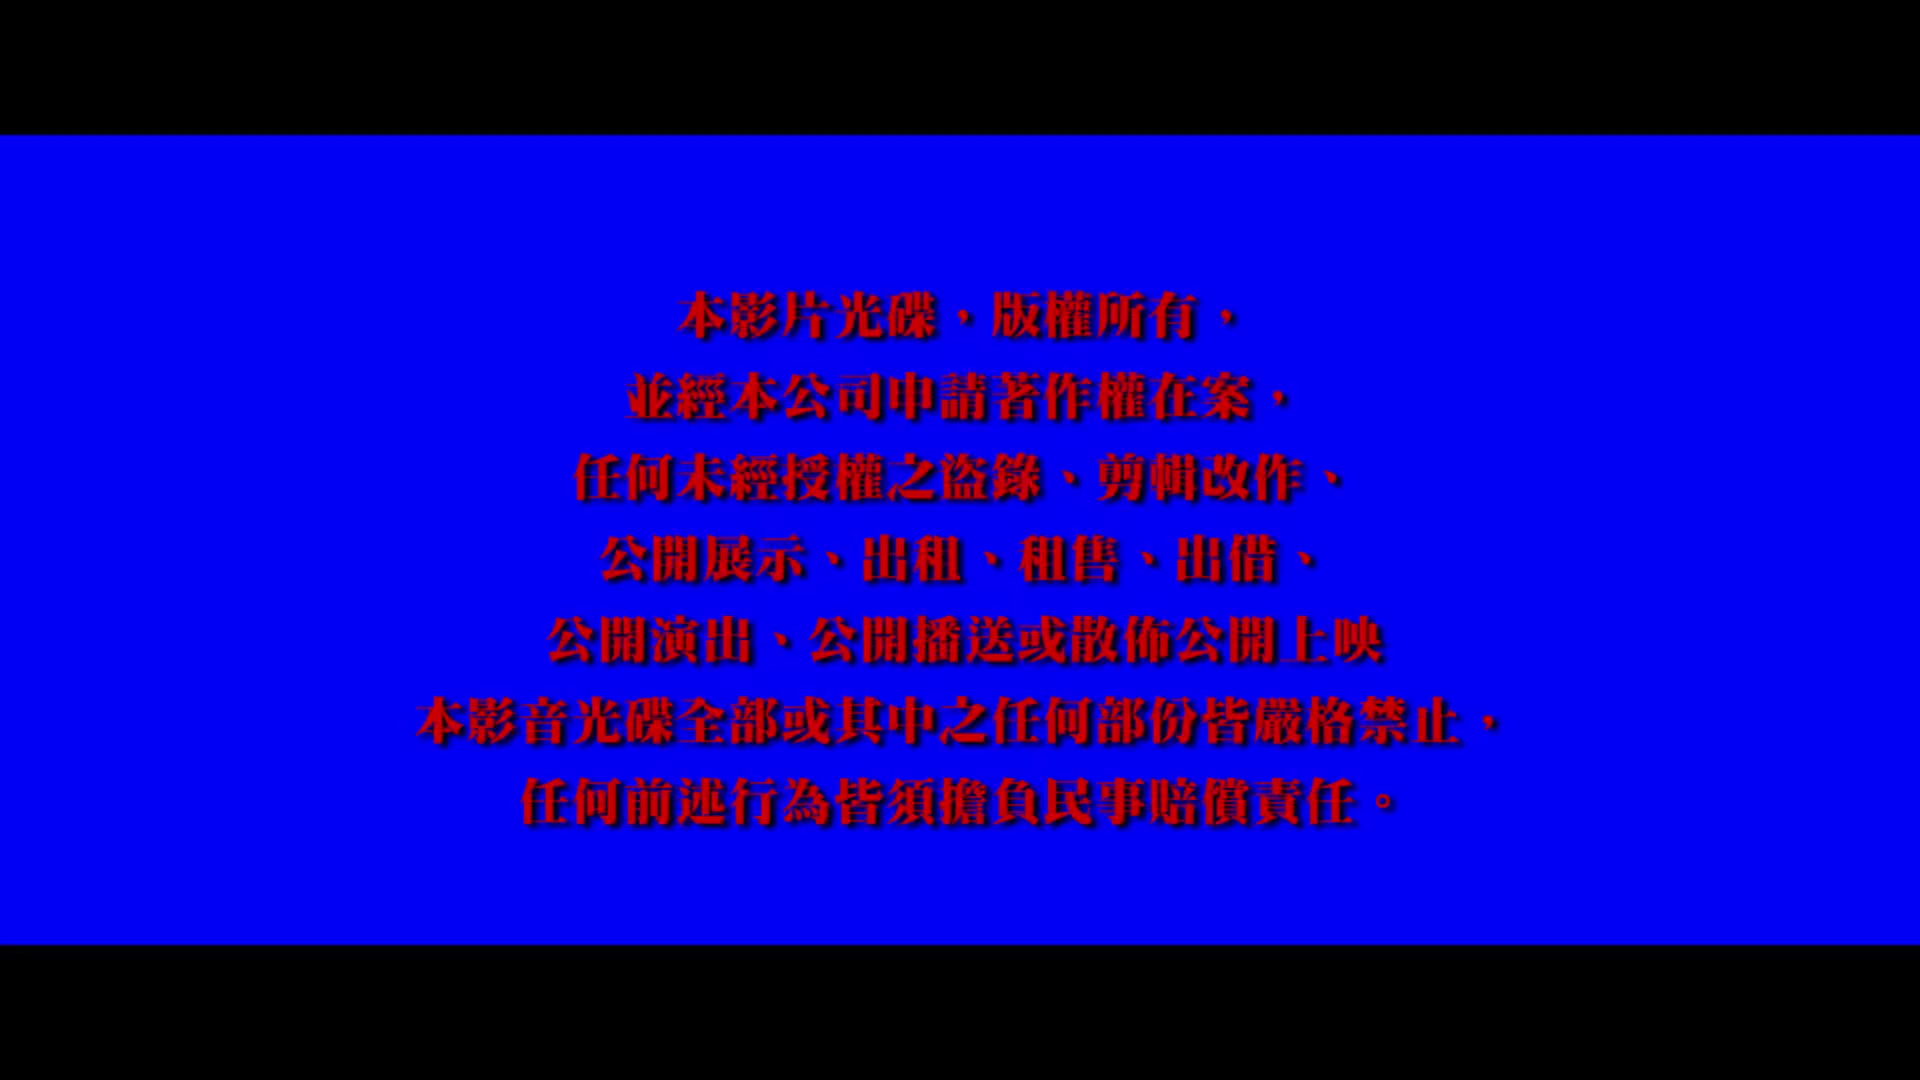 本影片光碟，版權所有，
並經本公司申請著作權在案，
任何未經授權之盜錄、剪輯改作、
公開展示、出租、租售、出借、
公開演出、公開播送或散佈公開上映
本影音光碟全部或其中之任何部份皆嚴格禁止，
任何前述行為皆須擔負民事賠償責任。